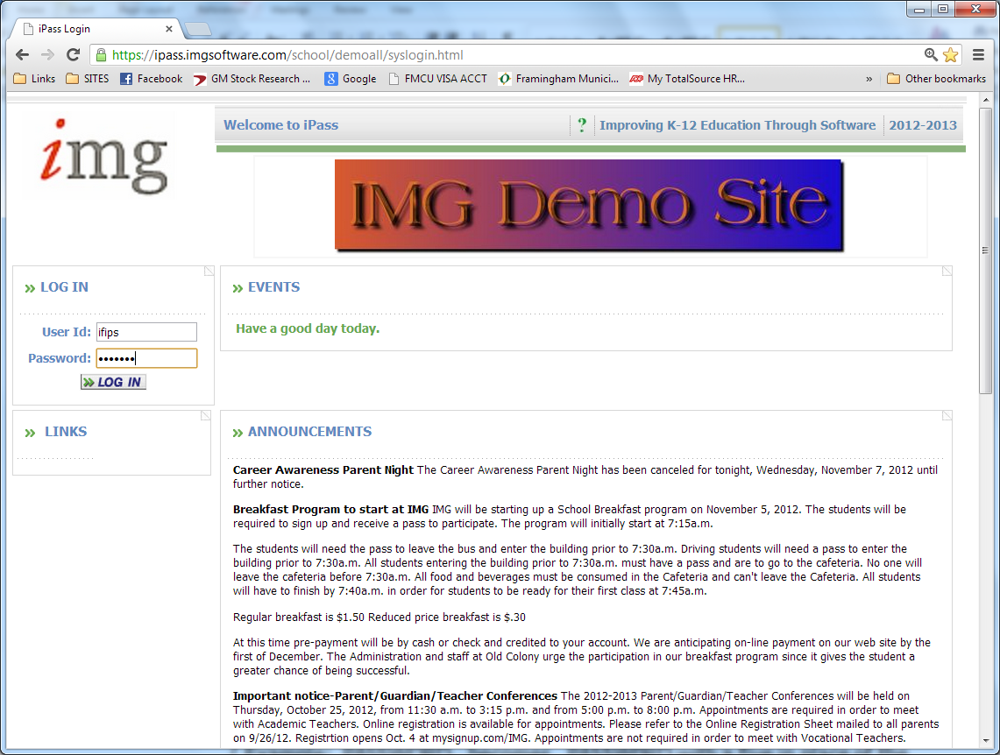 iPass Login
https://ipass.imgsoftware.com/school/demoall/syslogin.html
Links SITES Facebook GM Stock Research ... Google FMCU VISA ACCT Framingham Munici... My TotalSource HR... » Other bookmarks
img
Welcome to iPass ? Improving K-12 Education Through Software 2012-2013
IMG Demo Site
» LOG IN
User Id: ifips
Password: •••••••
» LOG IN
» EVENTS
Have a good day today.
» LINKS
» ANNOUNCEMENTS
Career Awareness Parent Night The Career Awareness Parent Night has been canceled for tonight, Wednesday, November 7, 2012 until
further notice.
Breakfast Program to start at IMG IMG will be starting up a School Breakfast program on November 5, 2012. The students will be
required to sign up and receive a pass to participate. The program will initially start at 7:15a.m.
The students will need the pass to leave the bus and enter the building prior to 7:30a.m. Driving students will need a pass to enter the
building prior to 7:30a.m. All students entering the building prior to 7:30a.m. must have a pass and are to go to the cafeteria. No one will
leave the cafeteria before 7:30a.m. All food and beverages must be consumed in the Cafeteria and can't leave the Cafeteria. All students
will have to finish by 7:40a.m. in order for students to be ready for their first class at 7:45a.m.
Regular breakfast is $1.50 Reduced price breakfast is $.30
At this time pre-payment will be by cash or check and credited to your account. We are anticipating on-line payment on our web site by the
first of December. The Administration and staff at Old Colony urge the participation in our breakfast program since it gives the student a
greater chance of being successful.
Important notice-Parent/Guardian/Teacher Conferences The 2012-2013 Parent/Guardian/Teacher Conferences will be held on
Thursday, October 25, 2012, from 11:30 a.m. to 3:15 p.m. and from 5:00 p.m. to 8:00 p.m. Appointments are required in order to meet
with Academic Teachers. Online registration is available for appointments. Please refer to the Online Registration Sheet mailed to all parents
on 9/26/12. Registrtion opens Oct. 4 at mysignup.com/IMG. Appointments are not required in order to meet with Vocational Teachers.